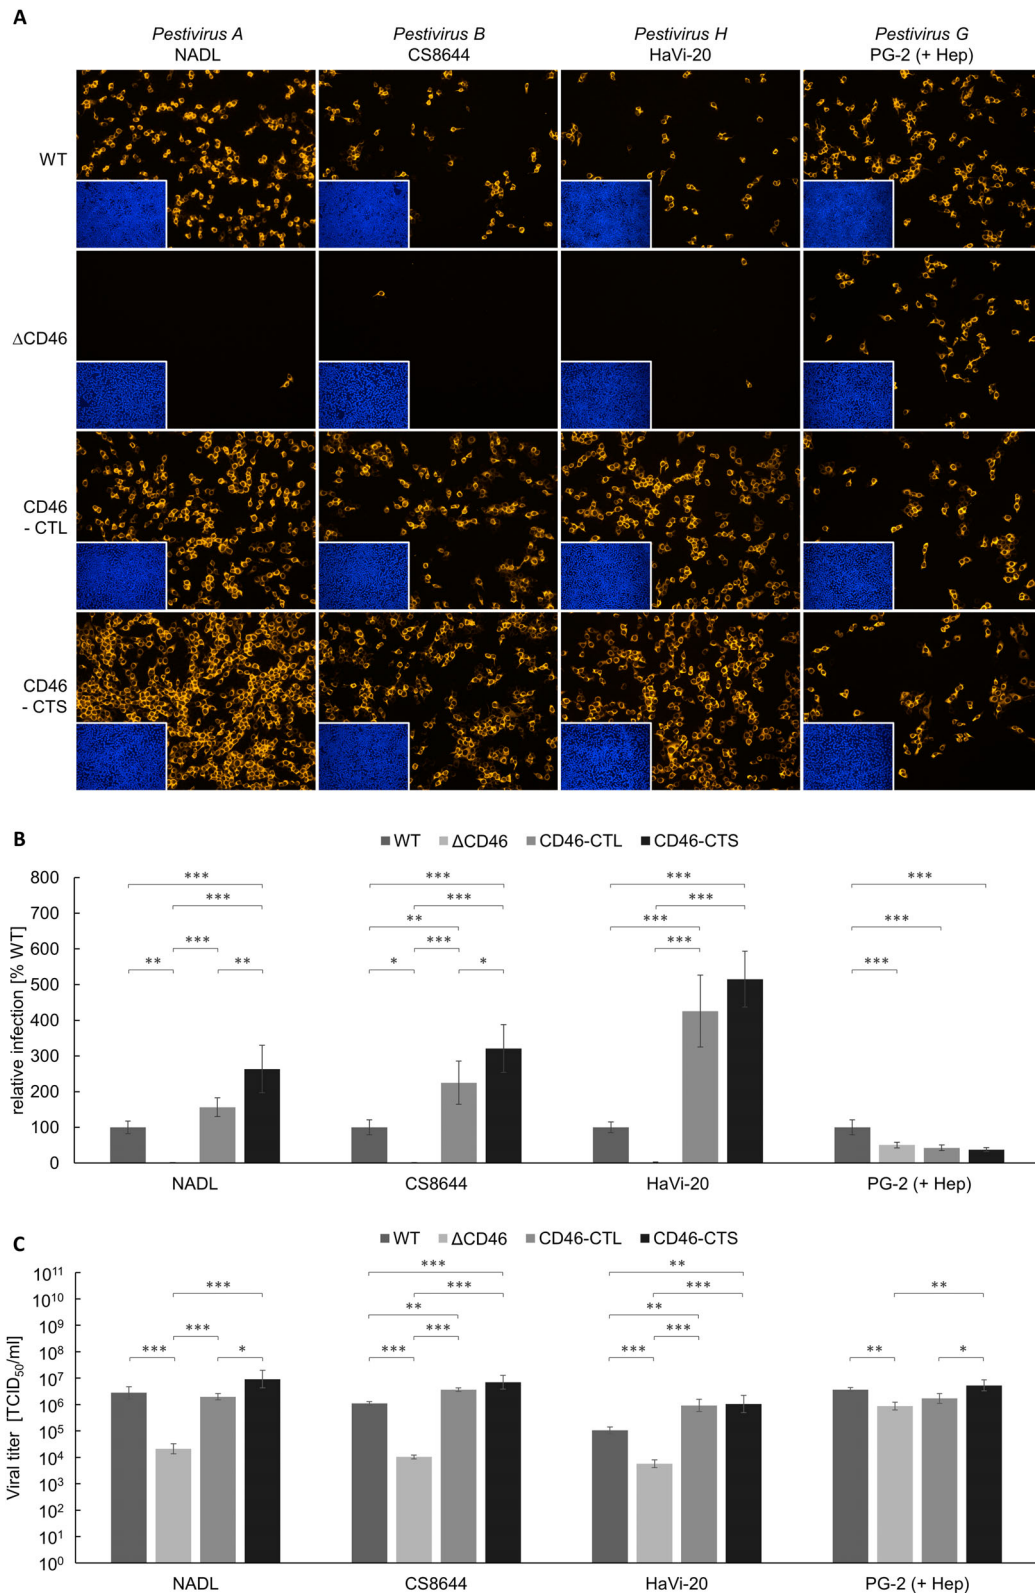 A
Pestivirus A
NADL
Pestivirus B
CS8644
Pestivirus H
HaVi-20
Pestivirus G
PG-2 (+ Hep)
WT
ΔCD46
CD46
- CTL
CD46
- CTS
B
WT ΔCD46 CD46-CTL CD46-CTS
relative infection [% WT]
800
700
600
500
400
300
200
100
0
*** *** *** ***
*** *** *** ***
** *** ***
*** *** *** ***
** ** * *
NADL CS8644 HaVi-20 PG-2 (+ Hep)
C
WT ΔCD46 CD46-CTL CD46-CTS
Viral titer [TCID₅₀/ml]
10¹¹
10¹⁰
10⁹
10⁸
10⁷
10⁶
10⁵
10⁴
10³
10²
10¹
10⁰
*** **
*** *** *** **
** **
*** *** ***
*** * *** *** ** *
NADL CS8644 HaVi-20 PG-2 (+ Hep)